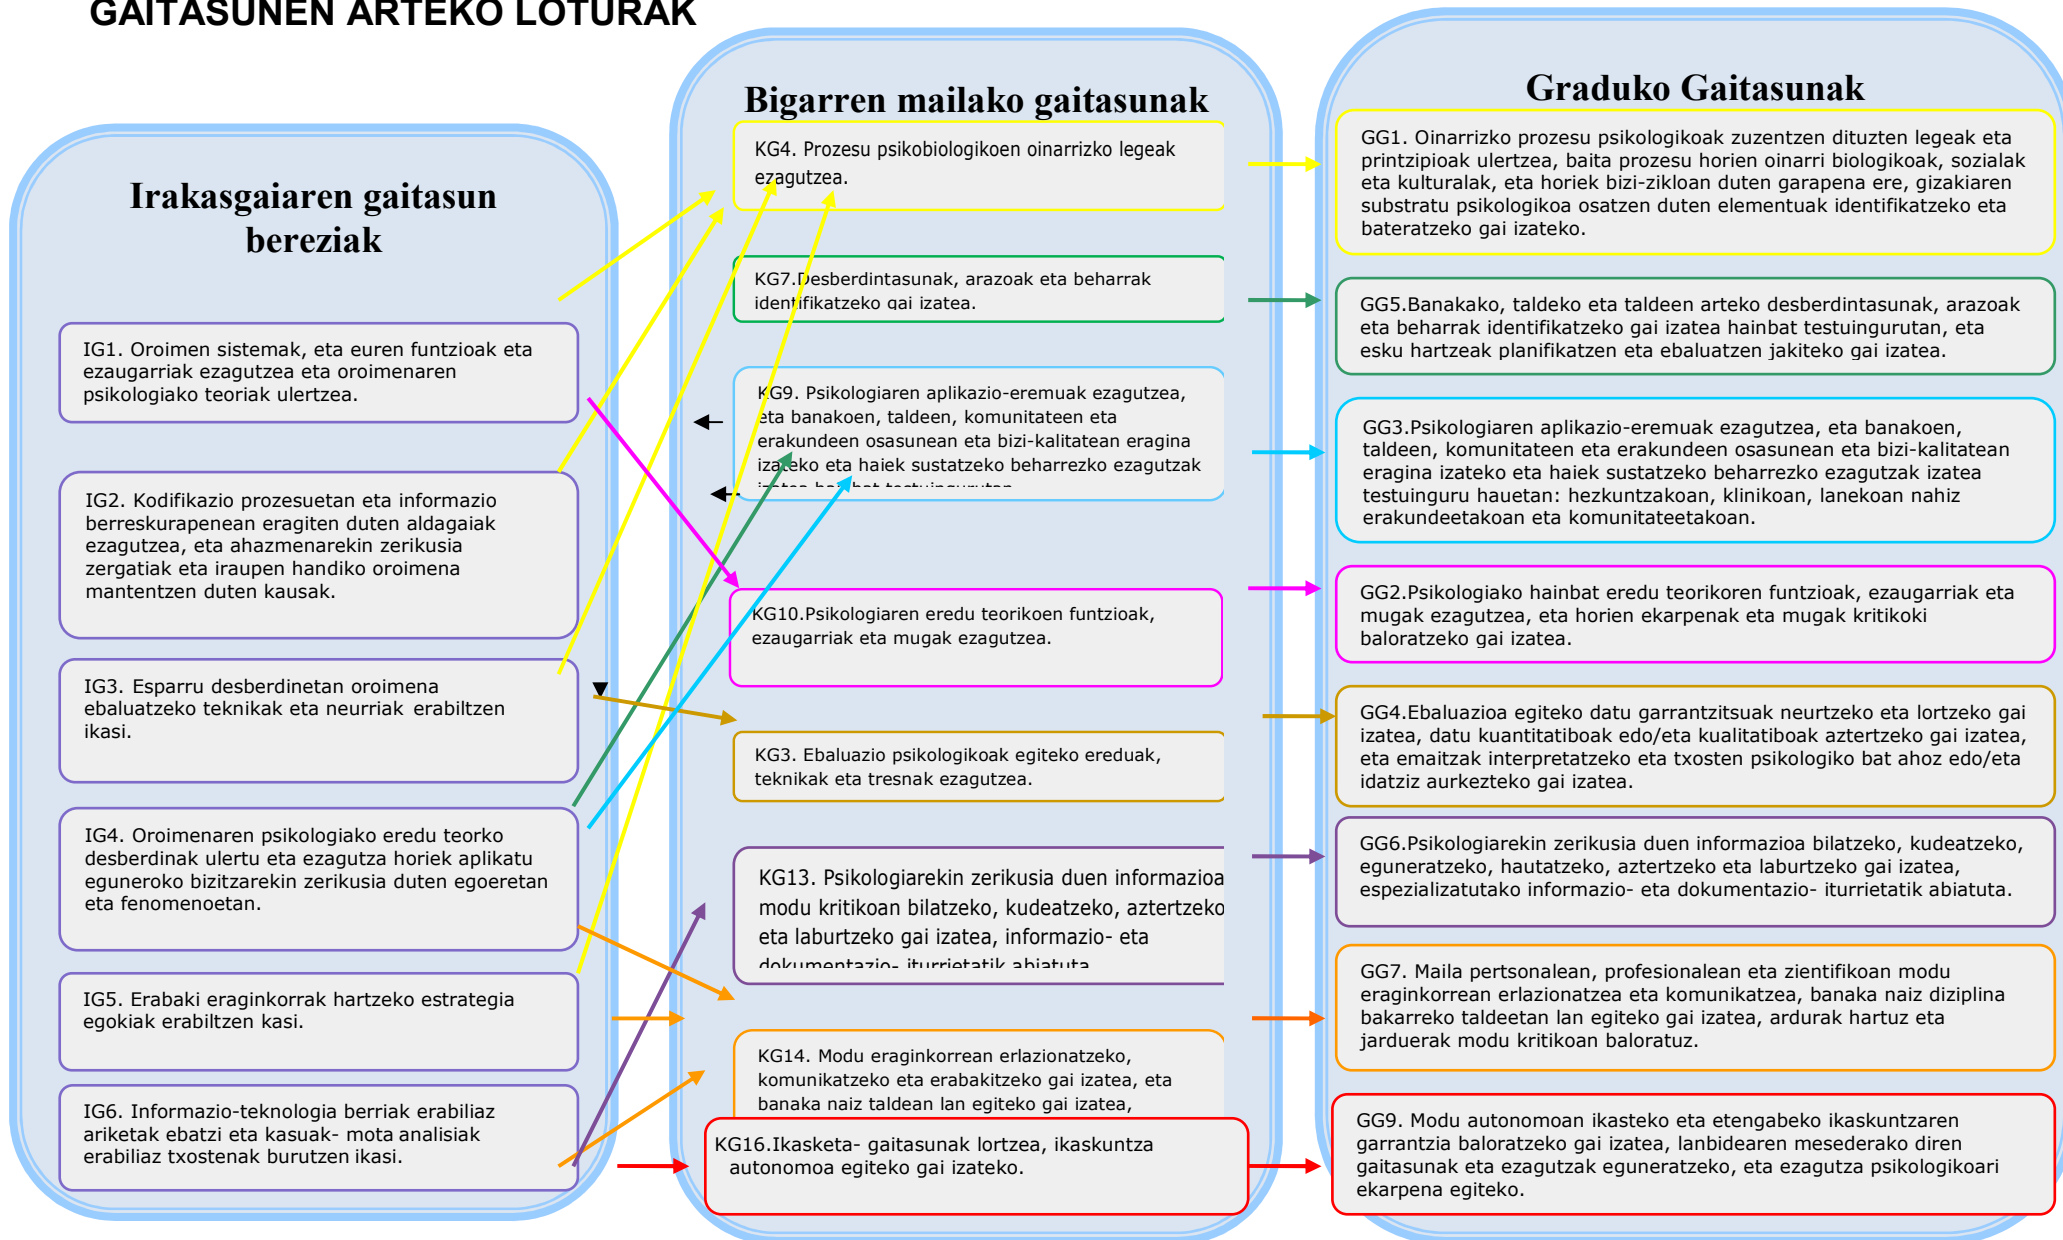 GAITASUNEN ARTEKO LOTURAK
Irakasgaiaren gaitasun
bereziak
IG1. Oroimen sistemak, eta euren funtzioak eta
ezaugarriak ezagutzea eta oroimenaren
psikologiako teoriak ulertzea.
IG2. Kodifikazio prozesuetan eta informazio
berreskurapenean eragiten duten aldagaiak
ezagutzea, eta ahazmenarekin zerikusia
zergatiak eta iraupen handiko oroimena
mantentzen duten kausak.
IG3. Esparru desberdinetan oroimena
ebaluatzeko teknikak eta neurriak erabiltzen
ikasi.
IG4. Oroimenaren psikologiako eredu teorko
desberdinak ulertu eta ezagutza horiek aplikatu
eguneroko bizitzarekin zerikusia duten egoeretan
eta fenomenoetan.
IG5. Erabaki eraginkorrak hartzeko estrategia
egokiak erabiltzen kasi.
IG6. Informazio-teknologia berriak erabiliaz
ariketak ebatzi eta kasuak- mota analisiak
erabiliaz txostenak burutzen ikasi.
Bigarren mailako gaitasunak
KG4. Prozesu psikobiologikoen oinarrizko legeak
ezagutzea.
KG7.Desberdintasunak, arazoak eta beharrak
identifikatzeko gai izatea.
KG9. Psikologiaren aplikazio-eremuak ezagutzea,
eta banakoen, taldeen, komunitateen eta
erakundeen osasunean eta bizi-kalitatean eragina
izateko eta haiek sustatzeko beharrezko ezagutzak
izatea hainbat testuingurutan.
KG10.Psikologiaren eredu teorikoen funtzioak,
ezaugarriak eta mugak ezagutzea.
KG3. Ebaluazio psikologikoak egiteko ereduak,
teknikak eta tresnak ezagutzea.
KG13. Psikologiarekin zerikusia duen informazioa
modu kritikoan bilatzeko, kudeatzeko, aztertzeko
eta laburtzeko gai izatea, informazio- eta
dokumentazio- iturrietatik abiatuta.
KG14. Modu eraginkorrean erlazionatzeko,
komunikatzeko eta erabakitzeko gai izatea, eta
banaka naiz taldean lan egiteko gai izatea,
KG16.Ikasketa- gaitasunak lortzea, ikaskuntza
autonomoa egiteko gai izateko.
Graduko Gaitasunak
GG1. Oinarrizko prozesu psikologikoak zuzentzen dituzten legeak eta
printzipioak ulertzea, baita prozesu horien oinarri biologikoak, sozialak
eta kulturalak, eta horiek bizi-zikloan duten garapena ere, gizakiaren
substratu psikologikoa osatzen duten elementuak identifikatzeko eta
bateratzeko gai izateko.
GG5.Banakako, taldeko eta taldeen arteko desberdintasunak, arazoak
eta beharrak identifikatzeko gai izatea hainbat testuingurutan, eta
esku hartzeak planifikatzen eta ebaluatzen jakiteko gai izatea.
GG3.Psikologiaren aplikazio-eremuak ezagutzea, eta banakoen,
taldeen, komunitateen eta erakundeen osasunean eta bizi-kalitatean
eragina izateko eta haiek sustatzeko beharrezko ezagutzak izatea
testuinguru hauetan: hezkuntzakoan, klinikoan, lanekoan nahiz
erakundeetakoan eta komunitateetakoan.
GG2.Psikologiako hainbat eredu teorikoren funtzioak, ezaugarriak eta
mugak ezagutzea, eta horien ekarpenak eta mugak kritikoki
baloratzeko gai izatea.
GG4.Ebaluazioa egiteko datu garrantzitsuak neurtzeko eta lortzeko gai
izatea, datu kuantitatiboak edo/eta kualitatiboak aztertzeko gai izatea,
eta emaitzak interpretatzeko eta txosten psikologiko bat ahoz edo/eta
idatziz aurkezteko gai izatea.
GG6.Psikologiarekin zerikusia duen informazioa bilatzeko, kudeatzeko,
eguneratzeko, hautatzeko, aztertzeko eta laburtzeko gai izatea,
espezializatutako informazio- eta dokumentazio- iturrietatik abiatuta.
GG7. Maila pertsonalean, profesionalean eta zientifikoan modu
eraginkorrean erlazionatzea eta komunikatzea, banaka naiz diziplina
bakarreko taldeetan lan egiteko gai izatea, ardurak hartuz eta
jarduerak modu kritikoan baloratuz.
GG9. Modu autonomoan ikasteko eta etengabeko ikaskuntzaren
garrantzia baloratzeko gai izatea, lanbidearen mesederako diren
gaitasunak eta ezagutzak eguneratzeko, eta ezagutza psikologikoari
ekarpena egiteko.